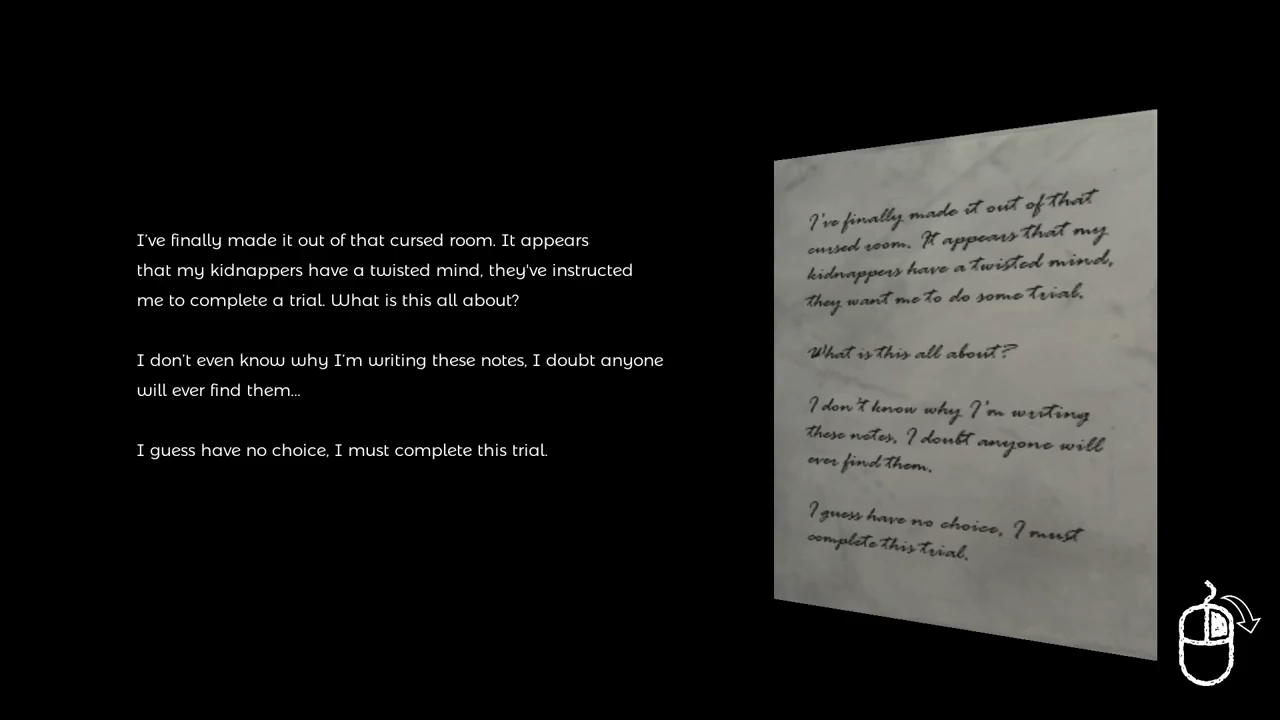 I've finally made it out of that cursed room. It appears
that my kidnappers have a twisted mind, they've instructed
me to complete a trial. What is this all about?
I don't even know why I'm writing these notes, I doubt anyone
will ever find them...
I guess have no choice, I must complete this trial.
I've finally made it out of that
cursed room. It appears that my
kidnappers have a twisted mind,
they want me to do some trial.
What is this all about?
I don't know why I'm writing
these notes, I doubt anyone will
ever find them.
I guess have no choice, I must
complete this trial.